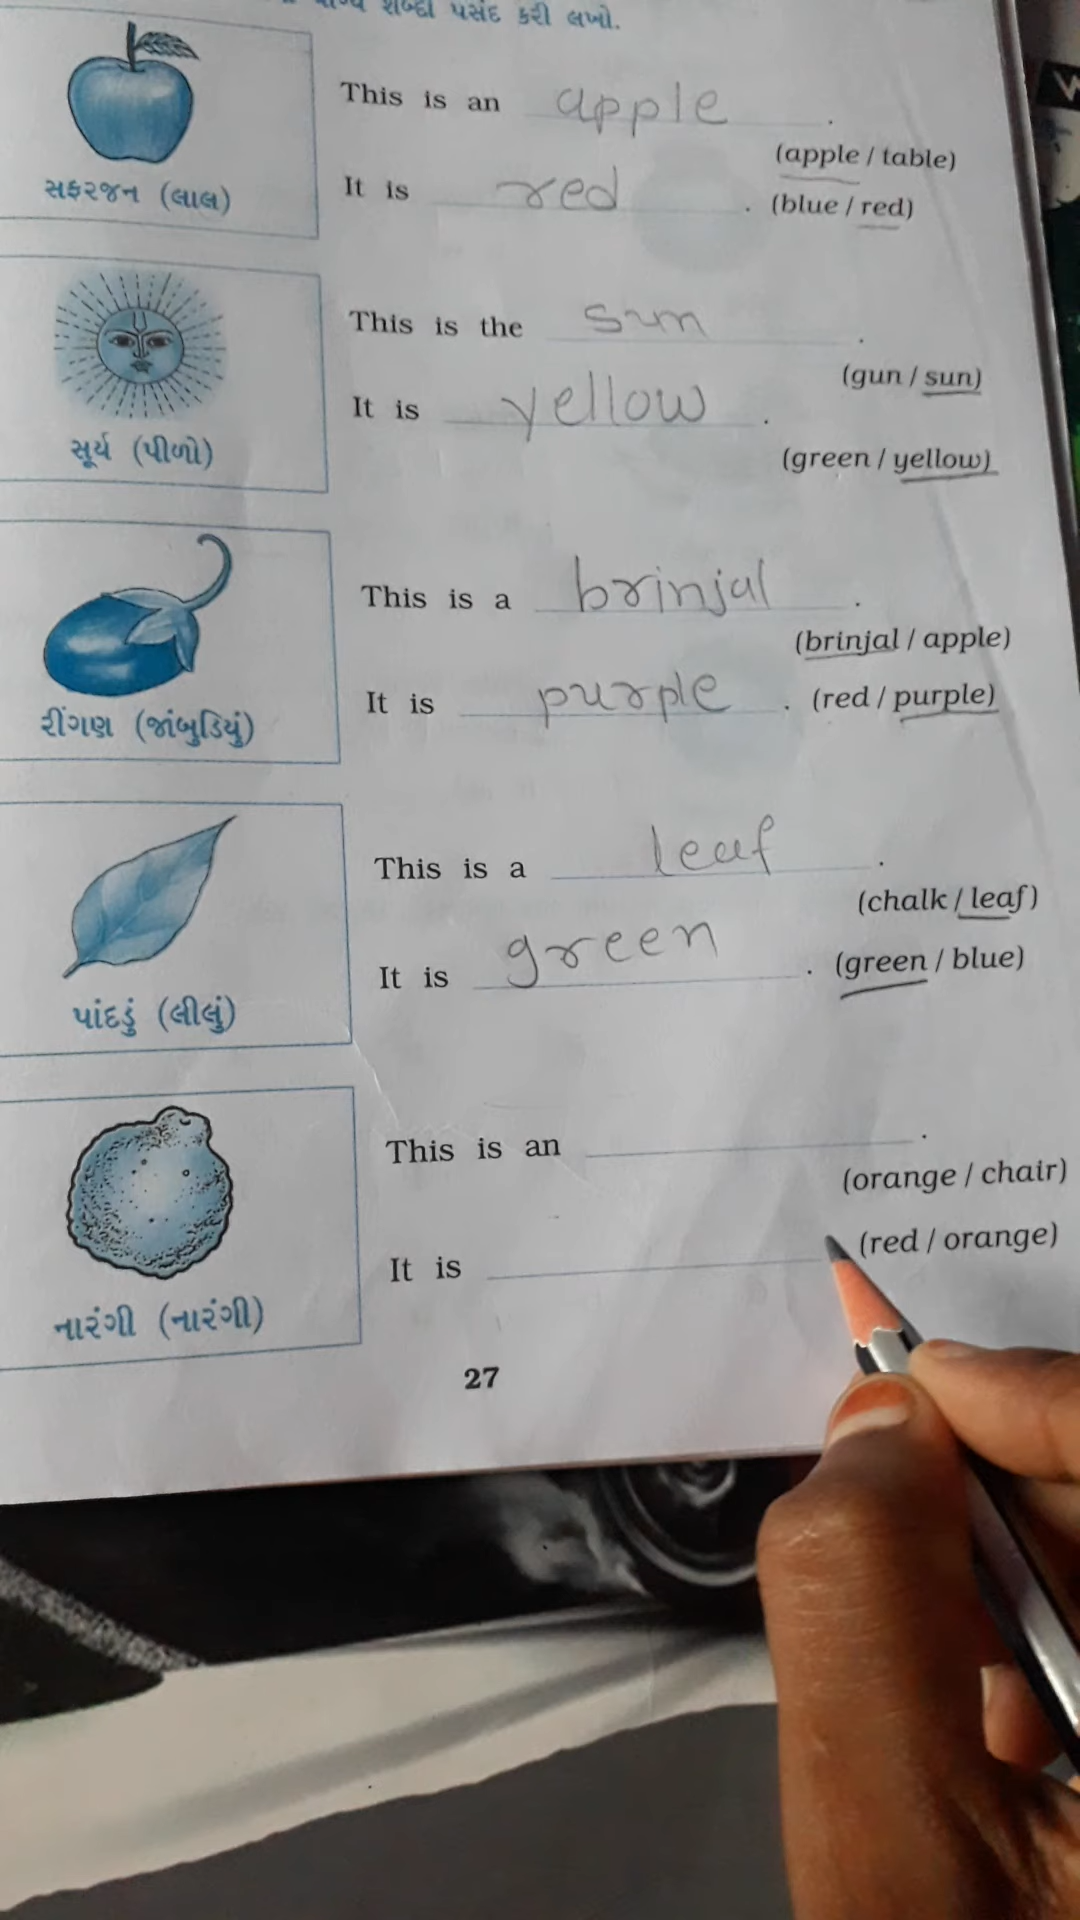 શબ્દો પસંદ કરી લખો.
This is an apple.
(apple / table)
It is red. (blue / red)
સફરજન (લાલ)
This is the sun.
(gun / sun)
It is yellow.
(green / yellow)
સૂર્ય (પીળો)
This is a brinjal.
(brinjal / apple)
It is purple. (red / purple)
રીંગણ (જાંબુડિયું)
This is a leaf.
(chalk / leaf)
It is green. (green / blue)
પાંદડું (લીલું)
This is an ______.
(orange / chair)
It is ______ (red / orange)
નારંગી (નારંગી)
27